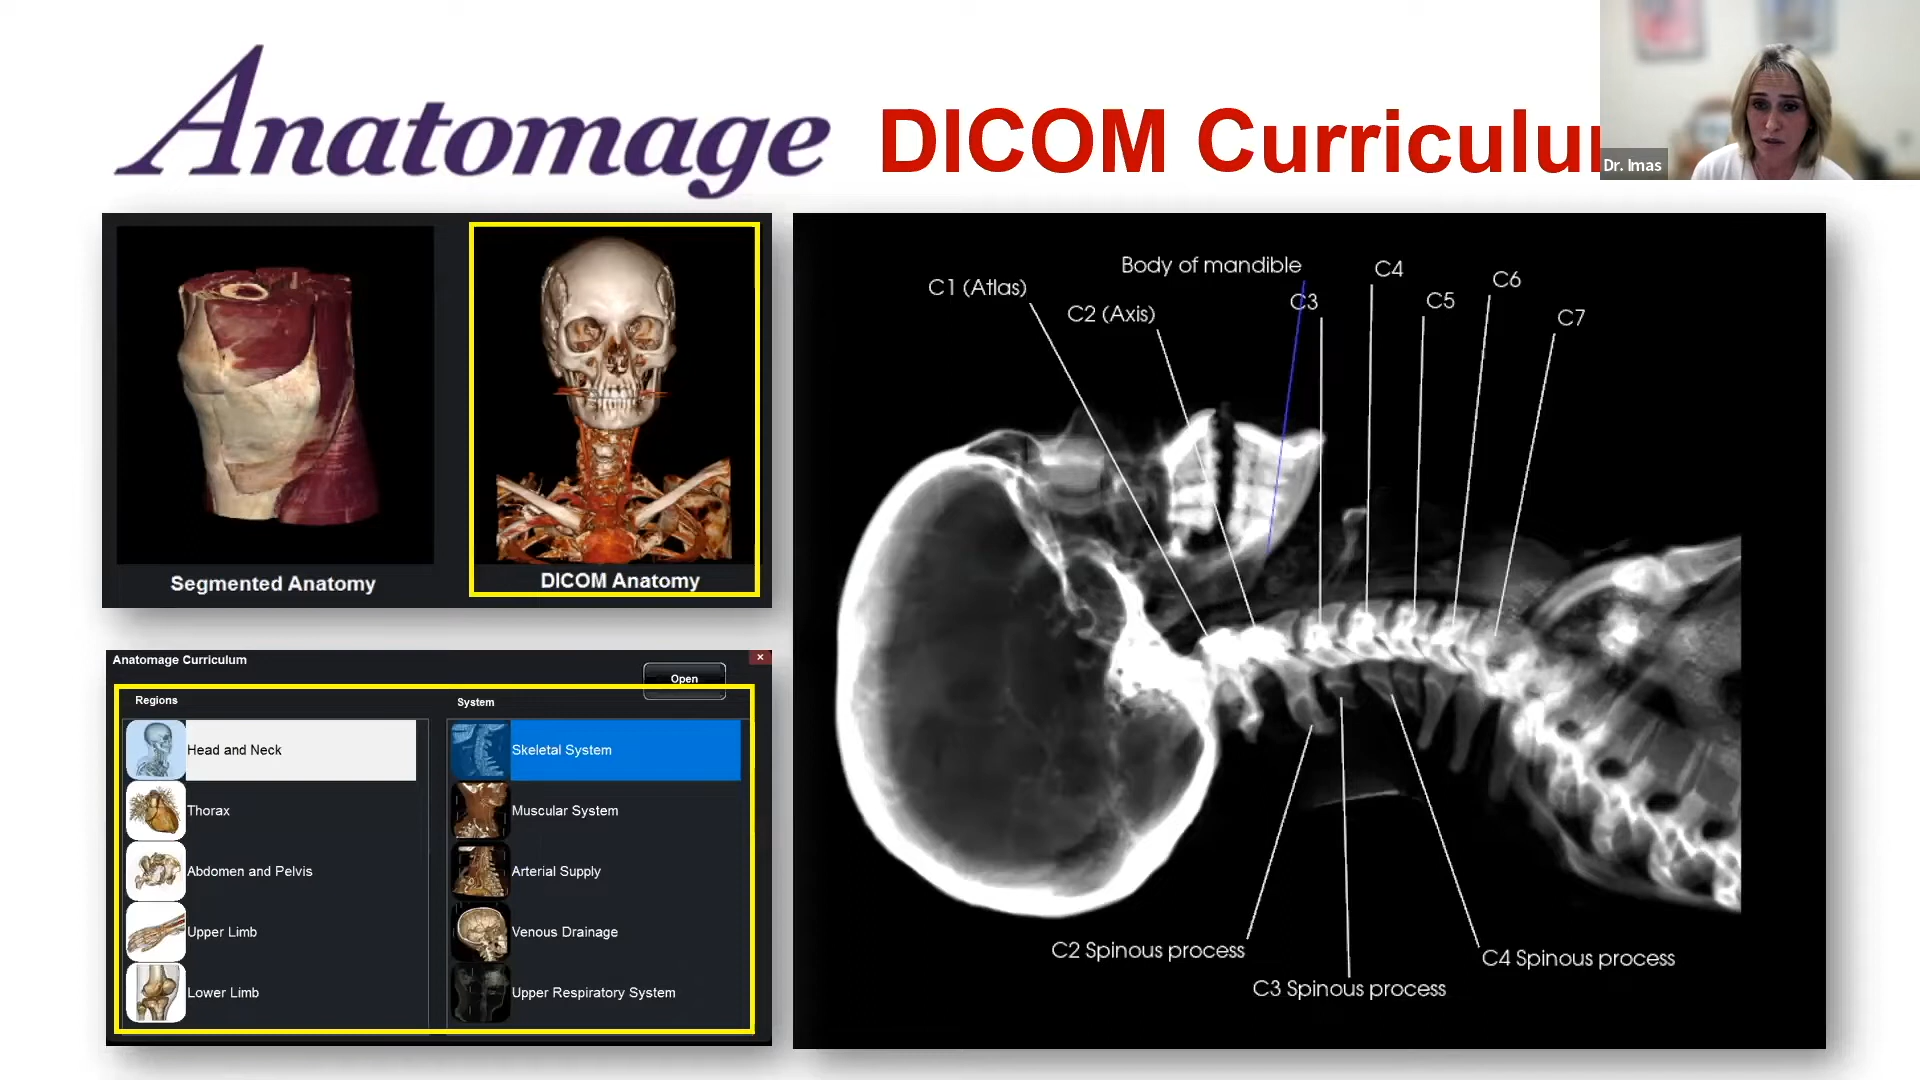 Anatomage DICOM Curriculu
Dr. Imas
Segmented Anatomy
DICOM Anatomy
Anatomage Curriculum
Open
Regions
System
Head and Neck
Skeletal System
Thorax
Muscular System
Abdomen and Pelvis
Arterial Supply
Upper Limb
Venous Drainage
Lower Limb
Upper Respiratory System
Body of mandible
C1 (Atlas)
C2 (Axis)
C3
C4
C5
C6
C7
C2 Spinous process
C3 Spinous process
C4 Spinous process